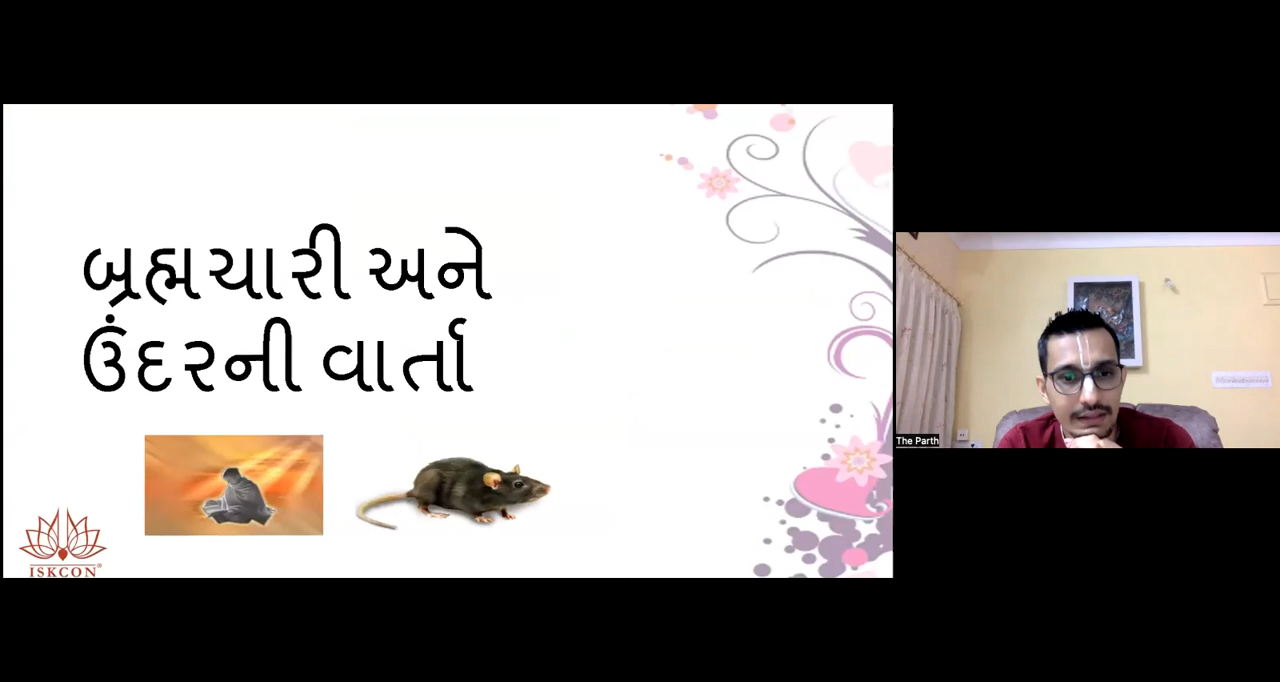 બ્રહ્મચારી અને
ઉંદરની વાર્તા
ISKCON
The Parth